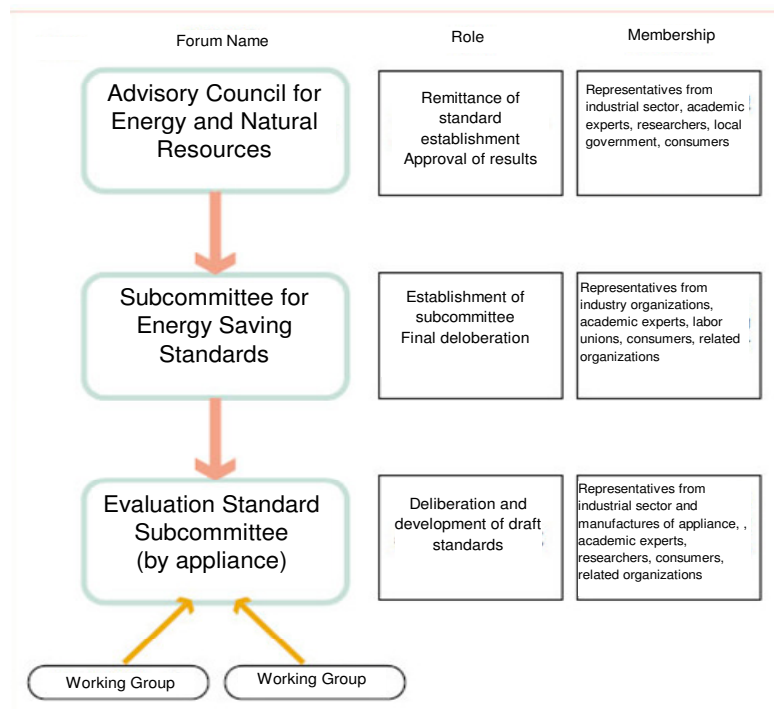 Forum Name
Role
Membership
Advisory Council for
Energy and Natural
Resources
Remittance of
standard
establishment
Approval of results
Representatives from
industrial sector, academic
experts, researchers, local
government, consumers
Subcommittee for
Energy Saving
Standards
Establishment of
subcommittee
Final deloberation
Representatives from
industry organizations,
academic experts, labor
unions, consumers, related
organizations
Evaluation Standard
Subcommittee
(by appliance)
Deliberation and
development of draft
standards
Representatives from
industrial sector and
manufactures of appliance, ,
academic experts,
researchers, consumers,
related organizations
Working Group
Working Group